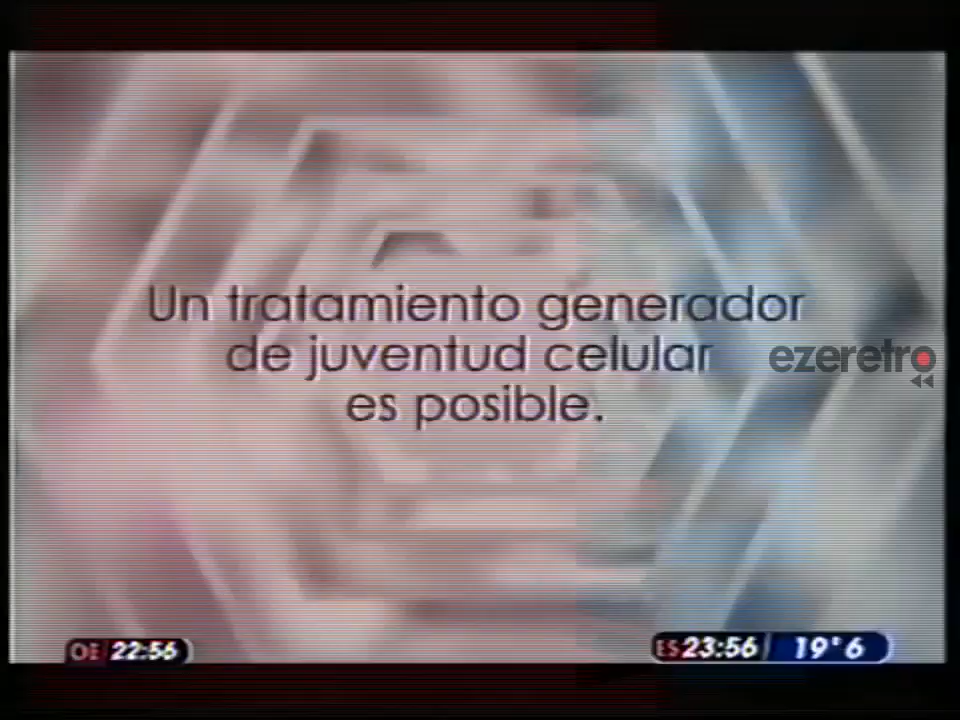 Un tratamiento generador
de juventud celular
es posible.
ezeretro
OE 22:56
ES 23:56 19°6